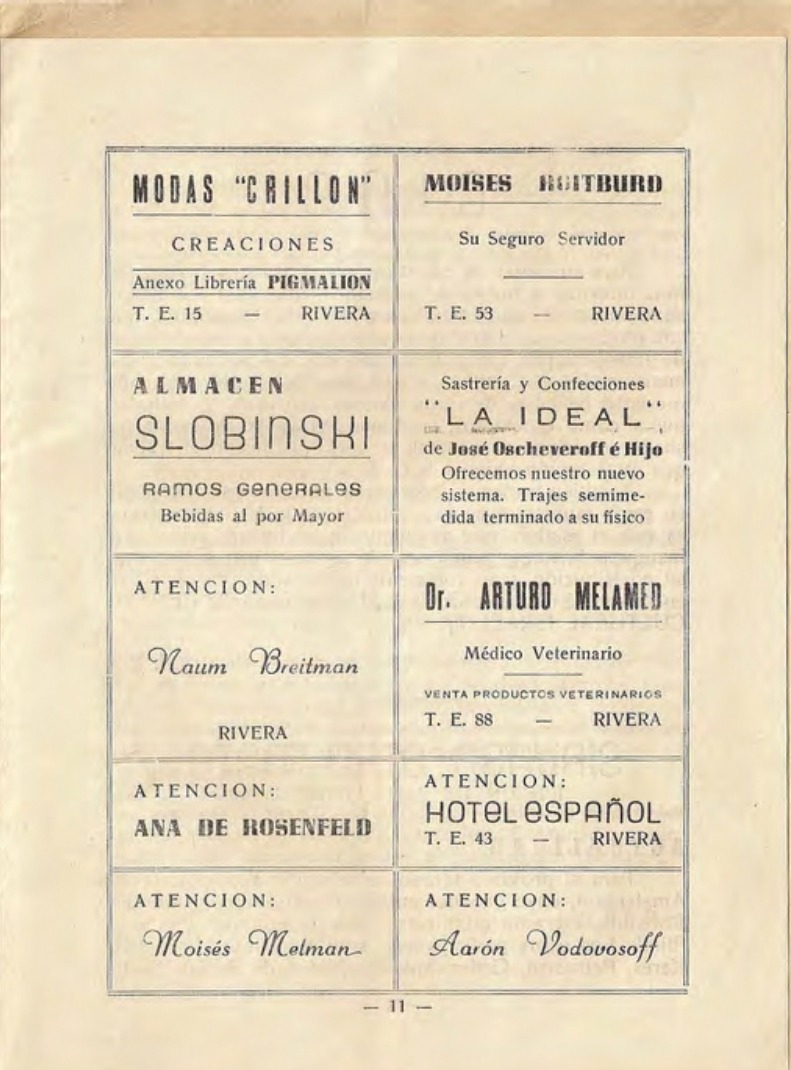 MODAS "CRILLON"
CREACIONES
Anexo Librería PIGMALION
T. E. 15 — RIVERA
MOISES ROITBURD
Su Seguro Servidor
T. E. 53 — RIVERA
ALMACEN
SLOBINSKI
RAMOS GENERALES
Bebidas al por Mayor
Sastrería y Confecciones
"LA IDEAL"
de José Oscheveroff é Hijo
Ofrecemos nuestro nuevo
sistema. Trajes semime-
dida terminado a su físico
ATENCION:
Naum Breitman
RIVERA
Dr. ARTURO MELAMED
Médico Veterinario
VENTA PRODUCTOS VETERINARIOS
T. E. 88 — RIVERA
ATENCION:
ANA DE ROSENFELD
ATENCION:
HOTEL ESPAÑOL
T. E. 43 — RIVERA
ATENCION:
Moisés Melman
ATENCION:
Aarón Vodovosoff
— 11 —